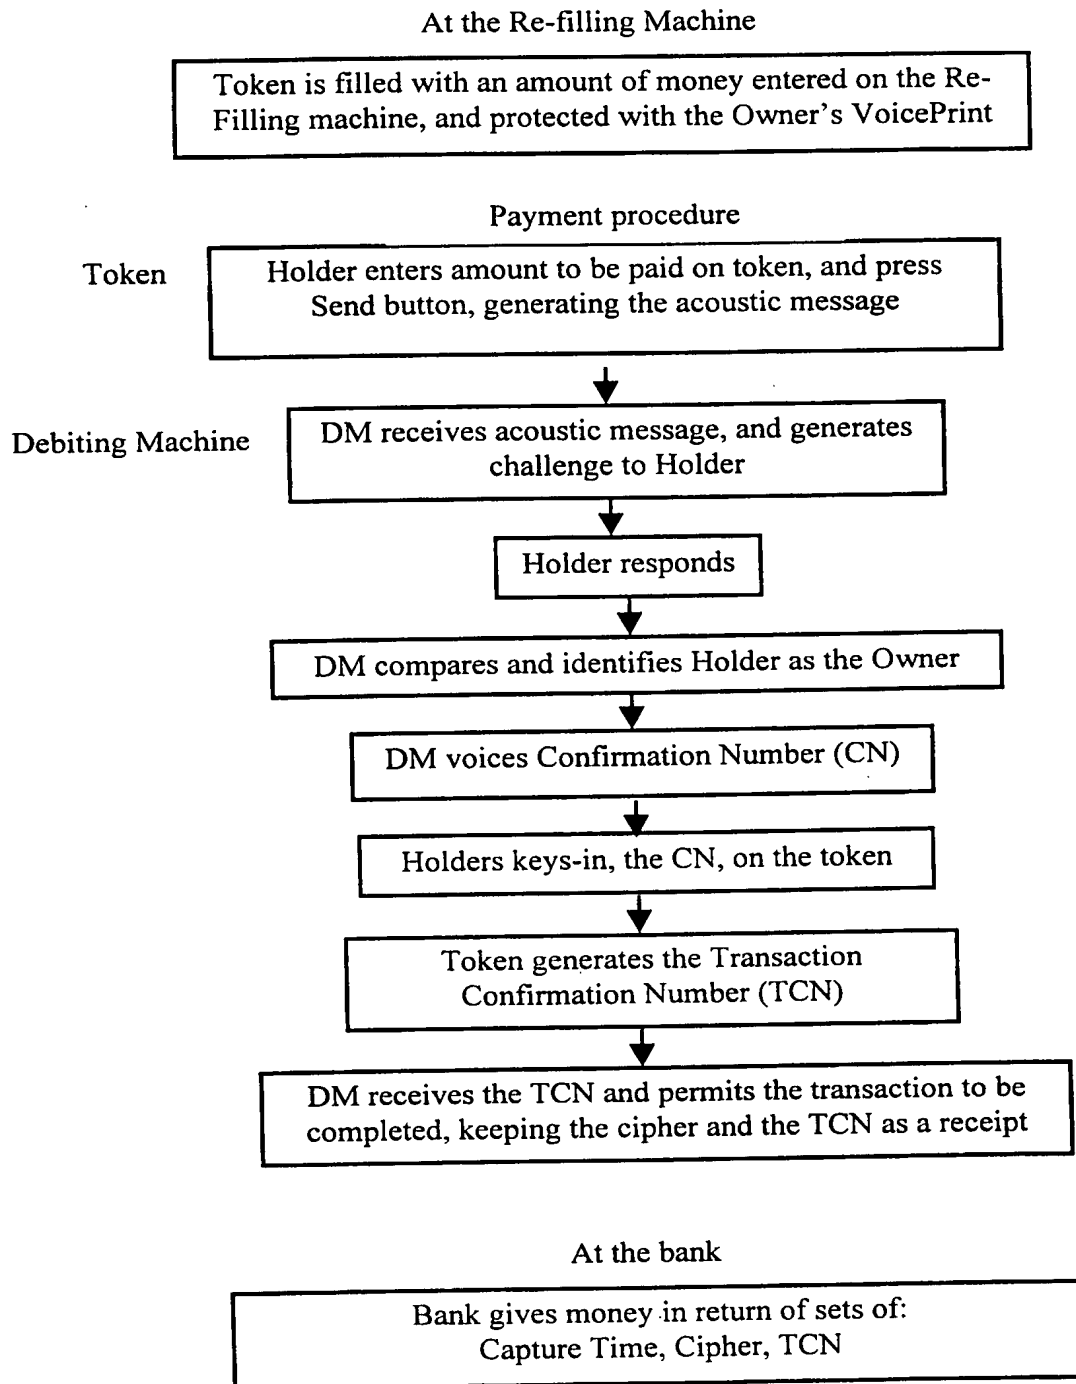 At the Re-filling Machine
Token is filled with an amount of money entered on the Re-
Filling machine, and protected with the Owner's VoicePrint
Payment procedure
Token
Holder enters amount to be paid on token, and press
Send button, generating the acoustic message
Debiting Machine
DM receives acoustic message, and generates
challenge to Holder
Holder responds
DM compares and identifies Holder as the Owner
DM voices Confirmation Number (CN)
Holders keys-in, the CN, on the token
Token generates the Transaction
Confirmation Number (TCN)
DM receives the TCN and permits the transaction to be
completed, keeping the cipher and the TCN as a receipt
At the bank
Bank gives money in return of sets of:
Capture Time, Cipher, TCN